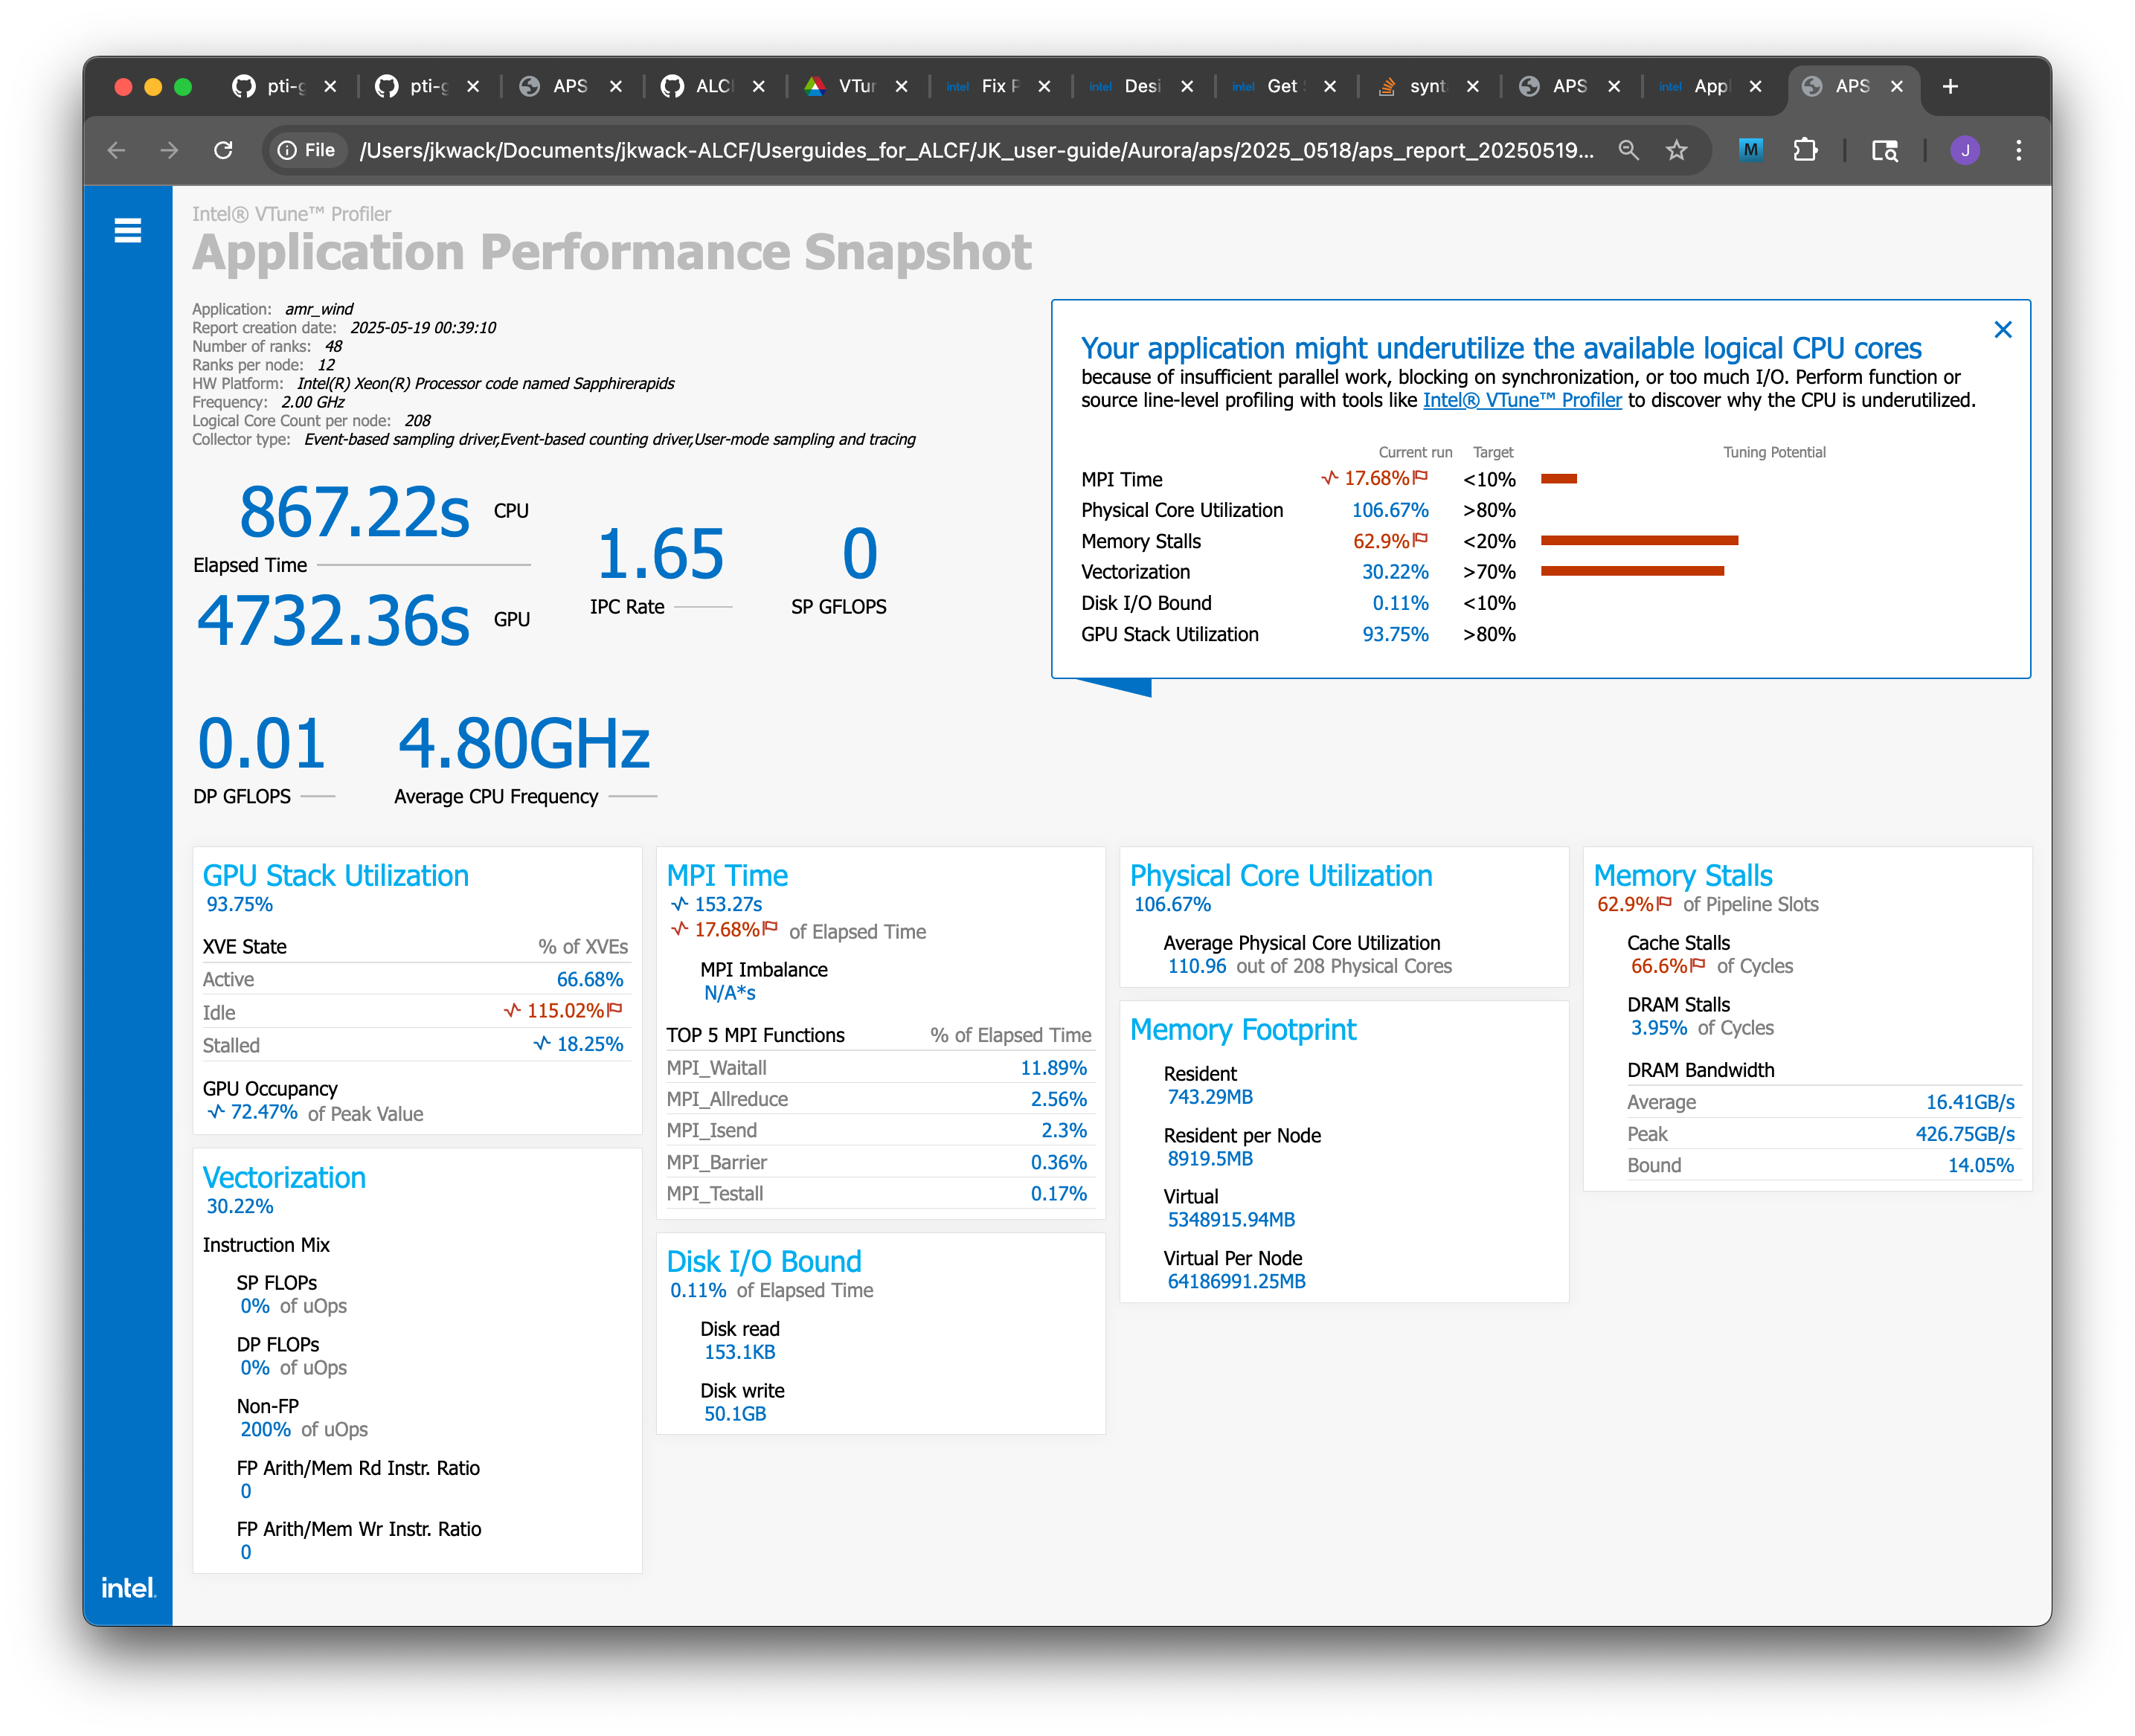 pti-g
pti-g
APS
ALC
VTun
intel Fix P
intel Desi
intel Get S
synt
APS
intel Appl
APS
File /Users/jkwack/Documents/jkwack-ALCF/Userguides_for_ALCF/JK_user-guide/Aurora/aps/2025_0518/aps_report_20250519...
M
J
Intel® VTune™ Profiler
Application Performance Snapshot
Application: amr_wind
Report creation date: 2025-05-19 00:39:10
Number of ranks: 48
Ranks per node: 12
HW Platform: Intel(R) Xeon(R) Processor code named Sapphirerapids
Frequency: 2.00 GHz
Logical Core Count per node: 208
Collector type: Event-based sampling driver,Event-based counting driver,User-mode sampling and tracing
867.22s CPU
Elapsed Time
4732.36s GPU
1.65
IPC Rate
0
SP GFLOPS
0.01
DP GFLOPS
4.80GHz
Average CPU Frequency
Your application might underutilize the available logical CPU cores
because of insufficient parallel work, blocking on synchronization, or too much I/O. Perform function or
source line-level profiling with tools like Intel® VTune™ Profiler to discover why the CPU is underutilized.
Current run Target Tuning Potential
MPI Time 17.68% <10%
Physical Core Utilization 106.67% >80%
Memory Stalls 62.9% <20%
Vectorization 30.22% >70%
Disk I/O Bound 0.11% <10%
GPU Stack Utilization 93.75% >80%
GPU Stack Utilization
93.75%
XVE State % of XVEs
Active 66.68%
Idle 115.02%
Stalled 18.25%
GPU Occupancy
72.47% of Peak Value
Vectorization
30.22%
Instruction Mix
SP FLOPs
0% of uOps
DP FLOPs
0% of uOps
Non-FP
200% of uOps
FP Arith/Mem Rd Instr. Ratio
0
FP Arith/Mem Wr Instr. Ratio
0
MPI Time
153.27s
17.68% of Elapsed Time
MPI Imbalance
N/A*s
TOP 5 MPI Functions % of Elapsed Time
MPI_Waitall 11.89%
MPI_Allreduce 2.56%
MPI_Isend 2.3%
MPI_Barrier 0.36%
MPI_Testall 0.17%
Disk I/O Bound
0.11% of Elapsed Time
Disk read
153.1KB
Disk write
50.1GB
Physical Core Utilization
106.67%
Average Physical Core Utilization
110.96 out of 208 Physical Cores
Memory Footprint
Resident
743.29MB
Resident per Node
8919.5MB
Virtual
5348915.94MB
Virtual Per Node
64186991.25MB
Memory Stalls
62.9% of Pipeline Slots
Cache Stalls
66.6% of Cycles
DRAM Stalls
3.95% of Cycles
DRAM Bandwidth
Average 16.41GB/s
Peak 426.75GB/s
Bound 14.05%
intel.